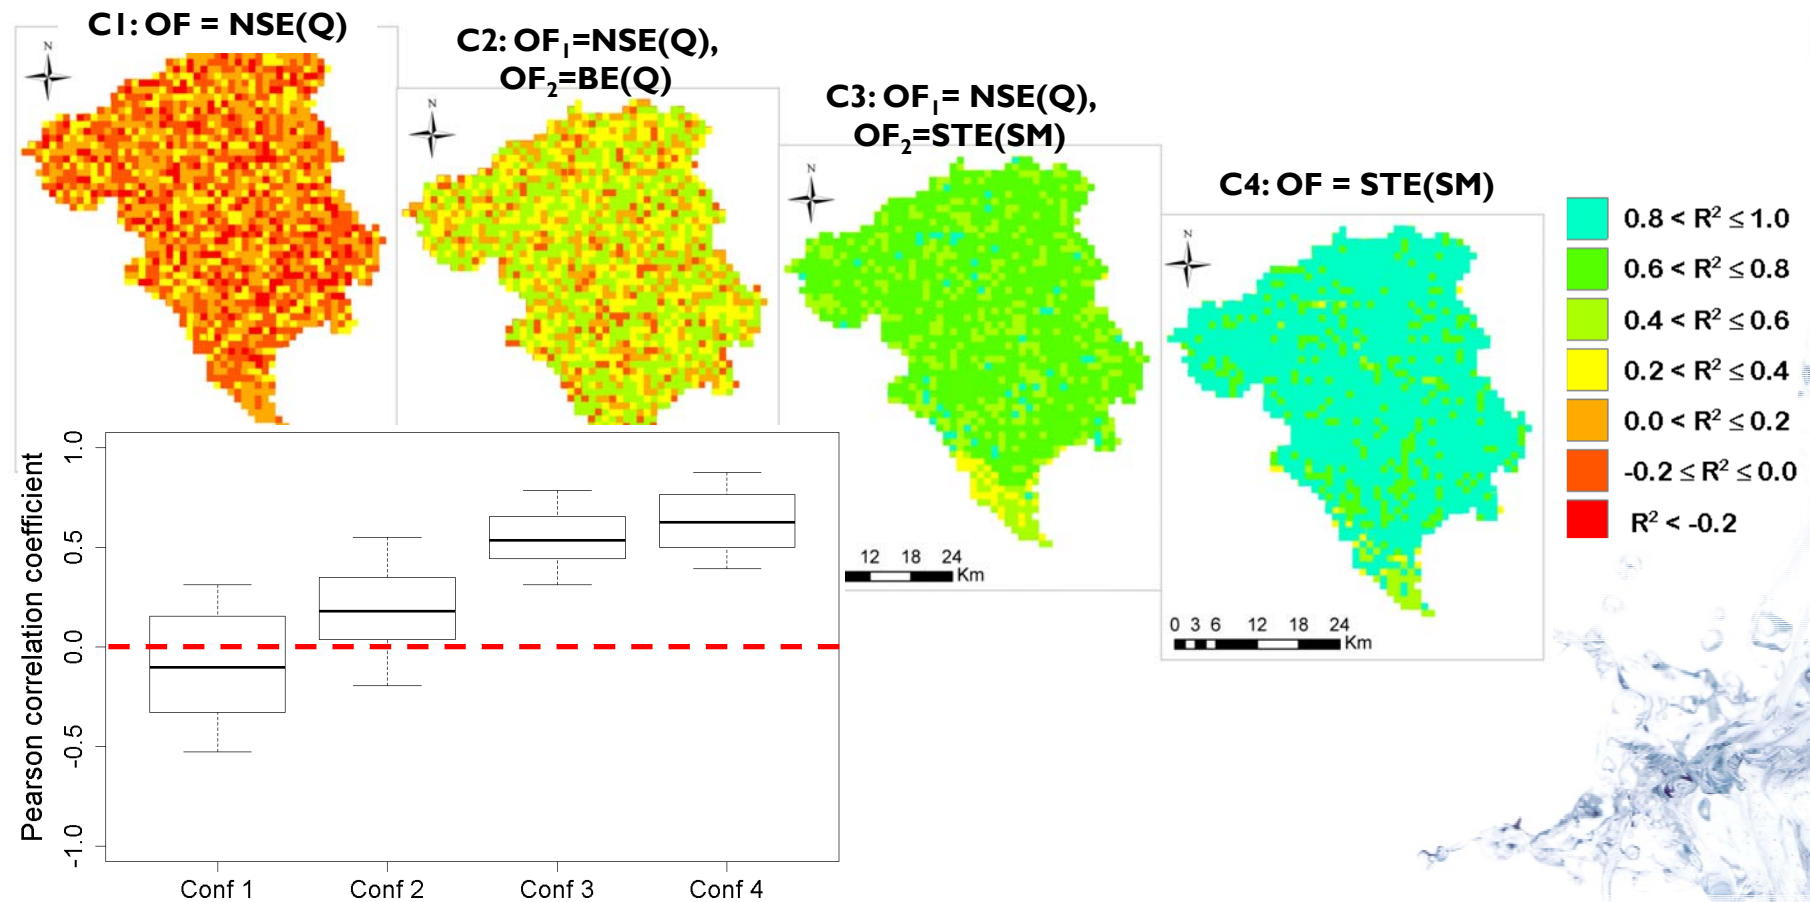 C1: OF = NSE(Q)
C2: OF₁=NSE(Q),
OF₂=BE(Q)
C3: OF₁= NSE(Q),
OF₂=STE(SM)
C4: OF = STE(SM)
N
N
N
N
0.8 < R² ≤ 1.0
0.6 < R² ≤ 0.8
0.4 < R² ≤ 0.6
0.2 < R² ≤ 0.4
0.0 < R² ≤ 0.2
-0.2 ≤ R² ≤ 0.0
R² < -0.2
12 18 24
Km
0 3 6 12 18 24
Km
Pearson correlation coefficient
1.0
0.5
0.0
-0.5
-1.0
Conf 1 Conf 2 Conf 3 Conf 4